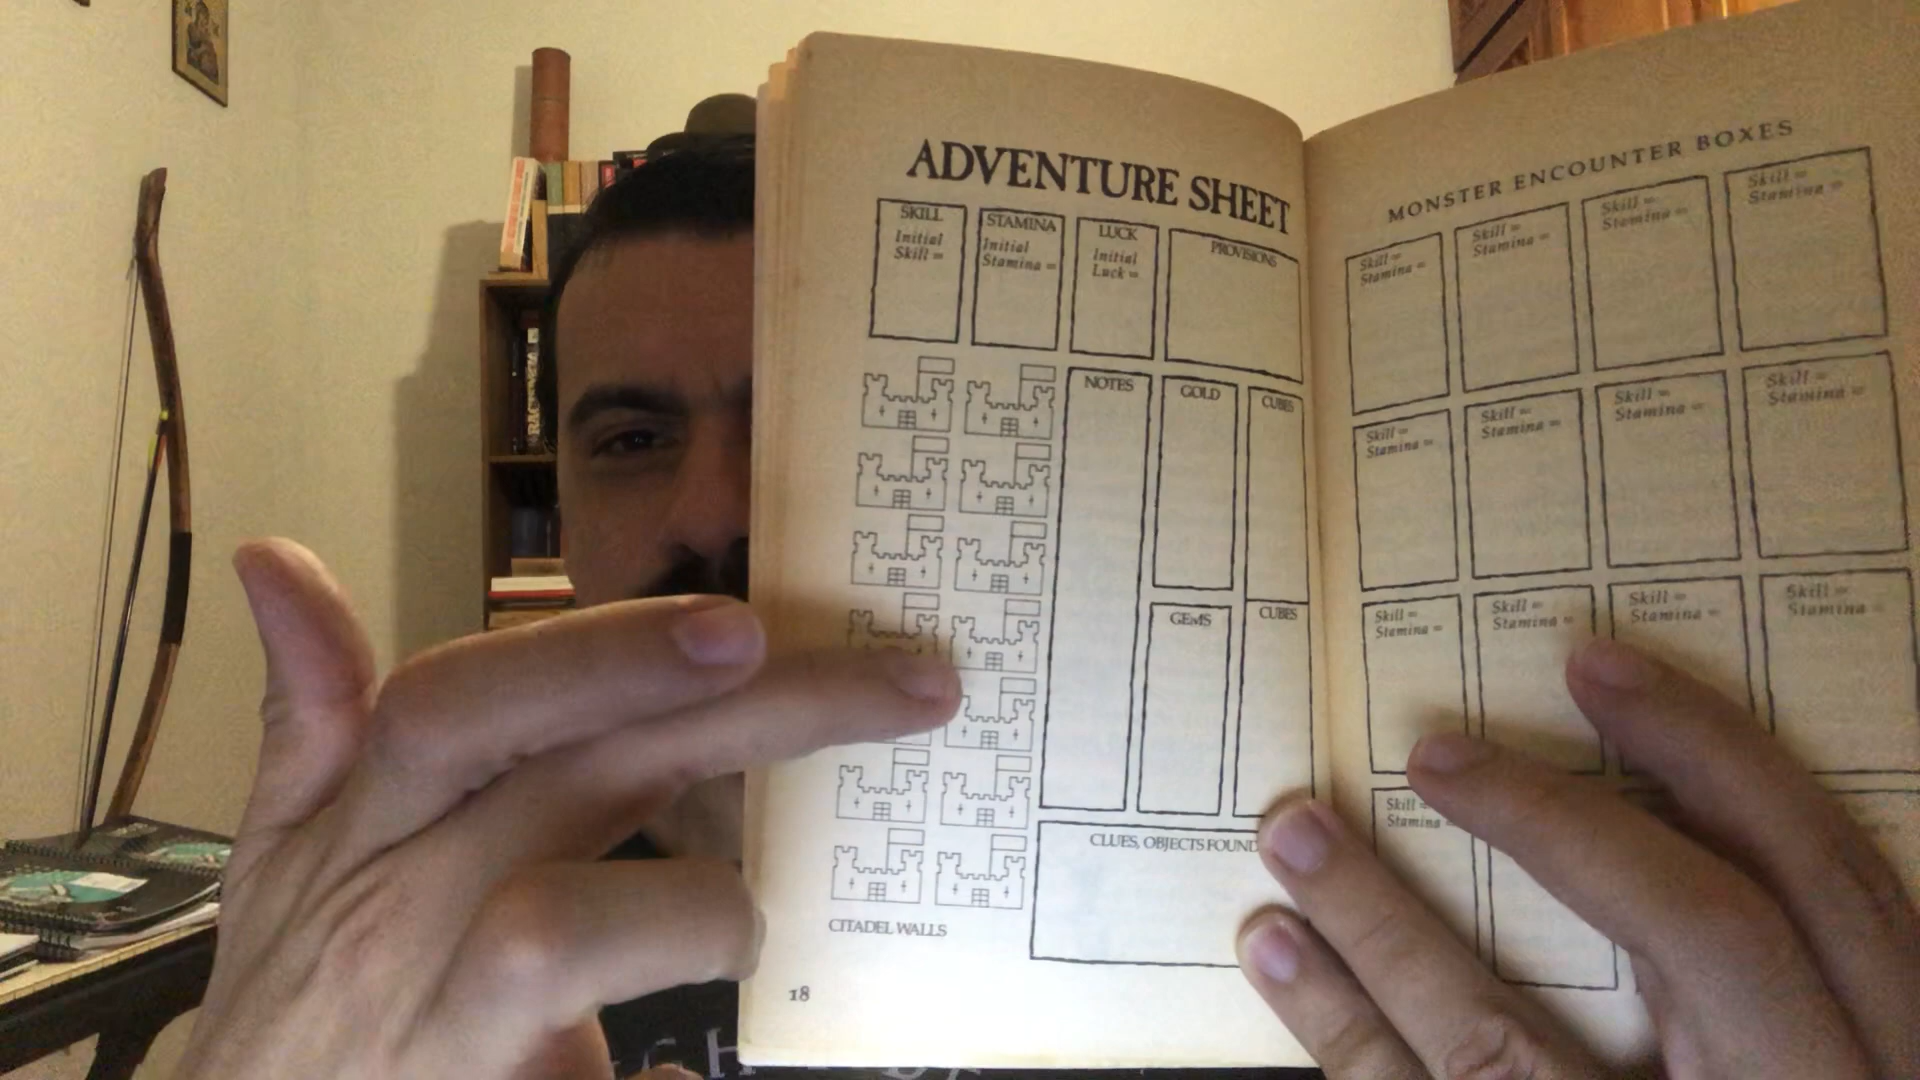 ADVENTURE SHEET
SKILL
Initial
Skill =
STAMINA
Initial
Stamina =
LUCK
Initial
Luck =
PROVISIONS
NOTES
GOLD
CUBES
GEMS
CUBES
CLUES, OBJECTS FOUND
CITADEL WALLS
18
MONSTER ENCOUNTER BOXES
Skill =
Stamina =
Skill =
Stamina =
Skill =
Stamina =
Skill =
Stamina =
Skill =
Stamina =
Skill =
Stamina =
Skill =
Stamina =
Skill =
Stamina =
Skill =
Stamina =
Skill =
Stamina =
Skill =
Stamina =
Skill =
Stamina =
Skill =
Stamina =